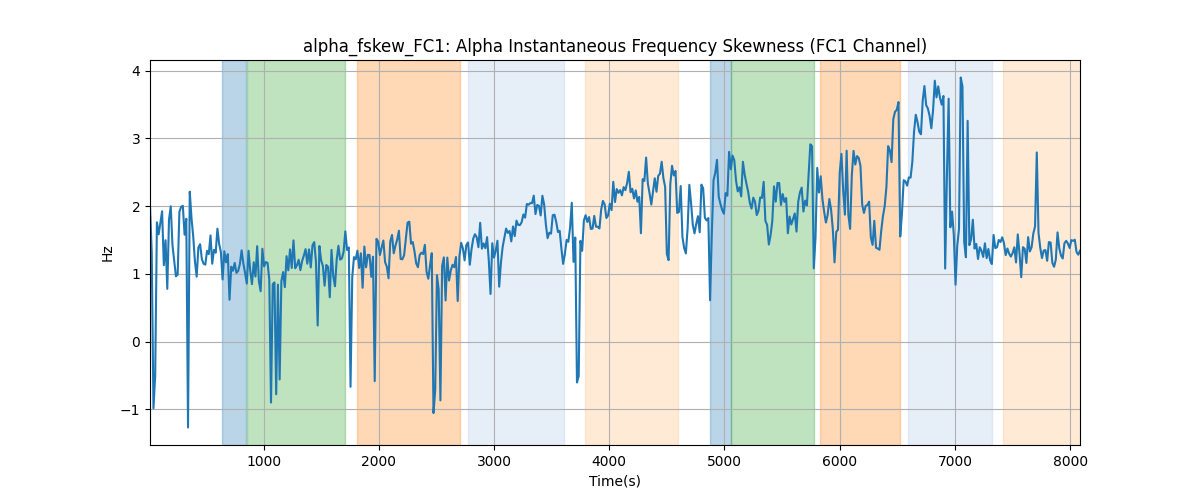 alpha_fskew_FC1: Alpha Instantaneous Frequency Skewness (FC1 Channel)
4
3
2
1
0
−1
Hz
1000 2000 3000 4000 5000 6000 7000 8000
Time(s)